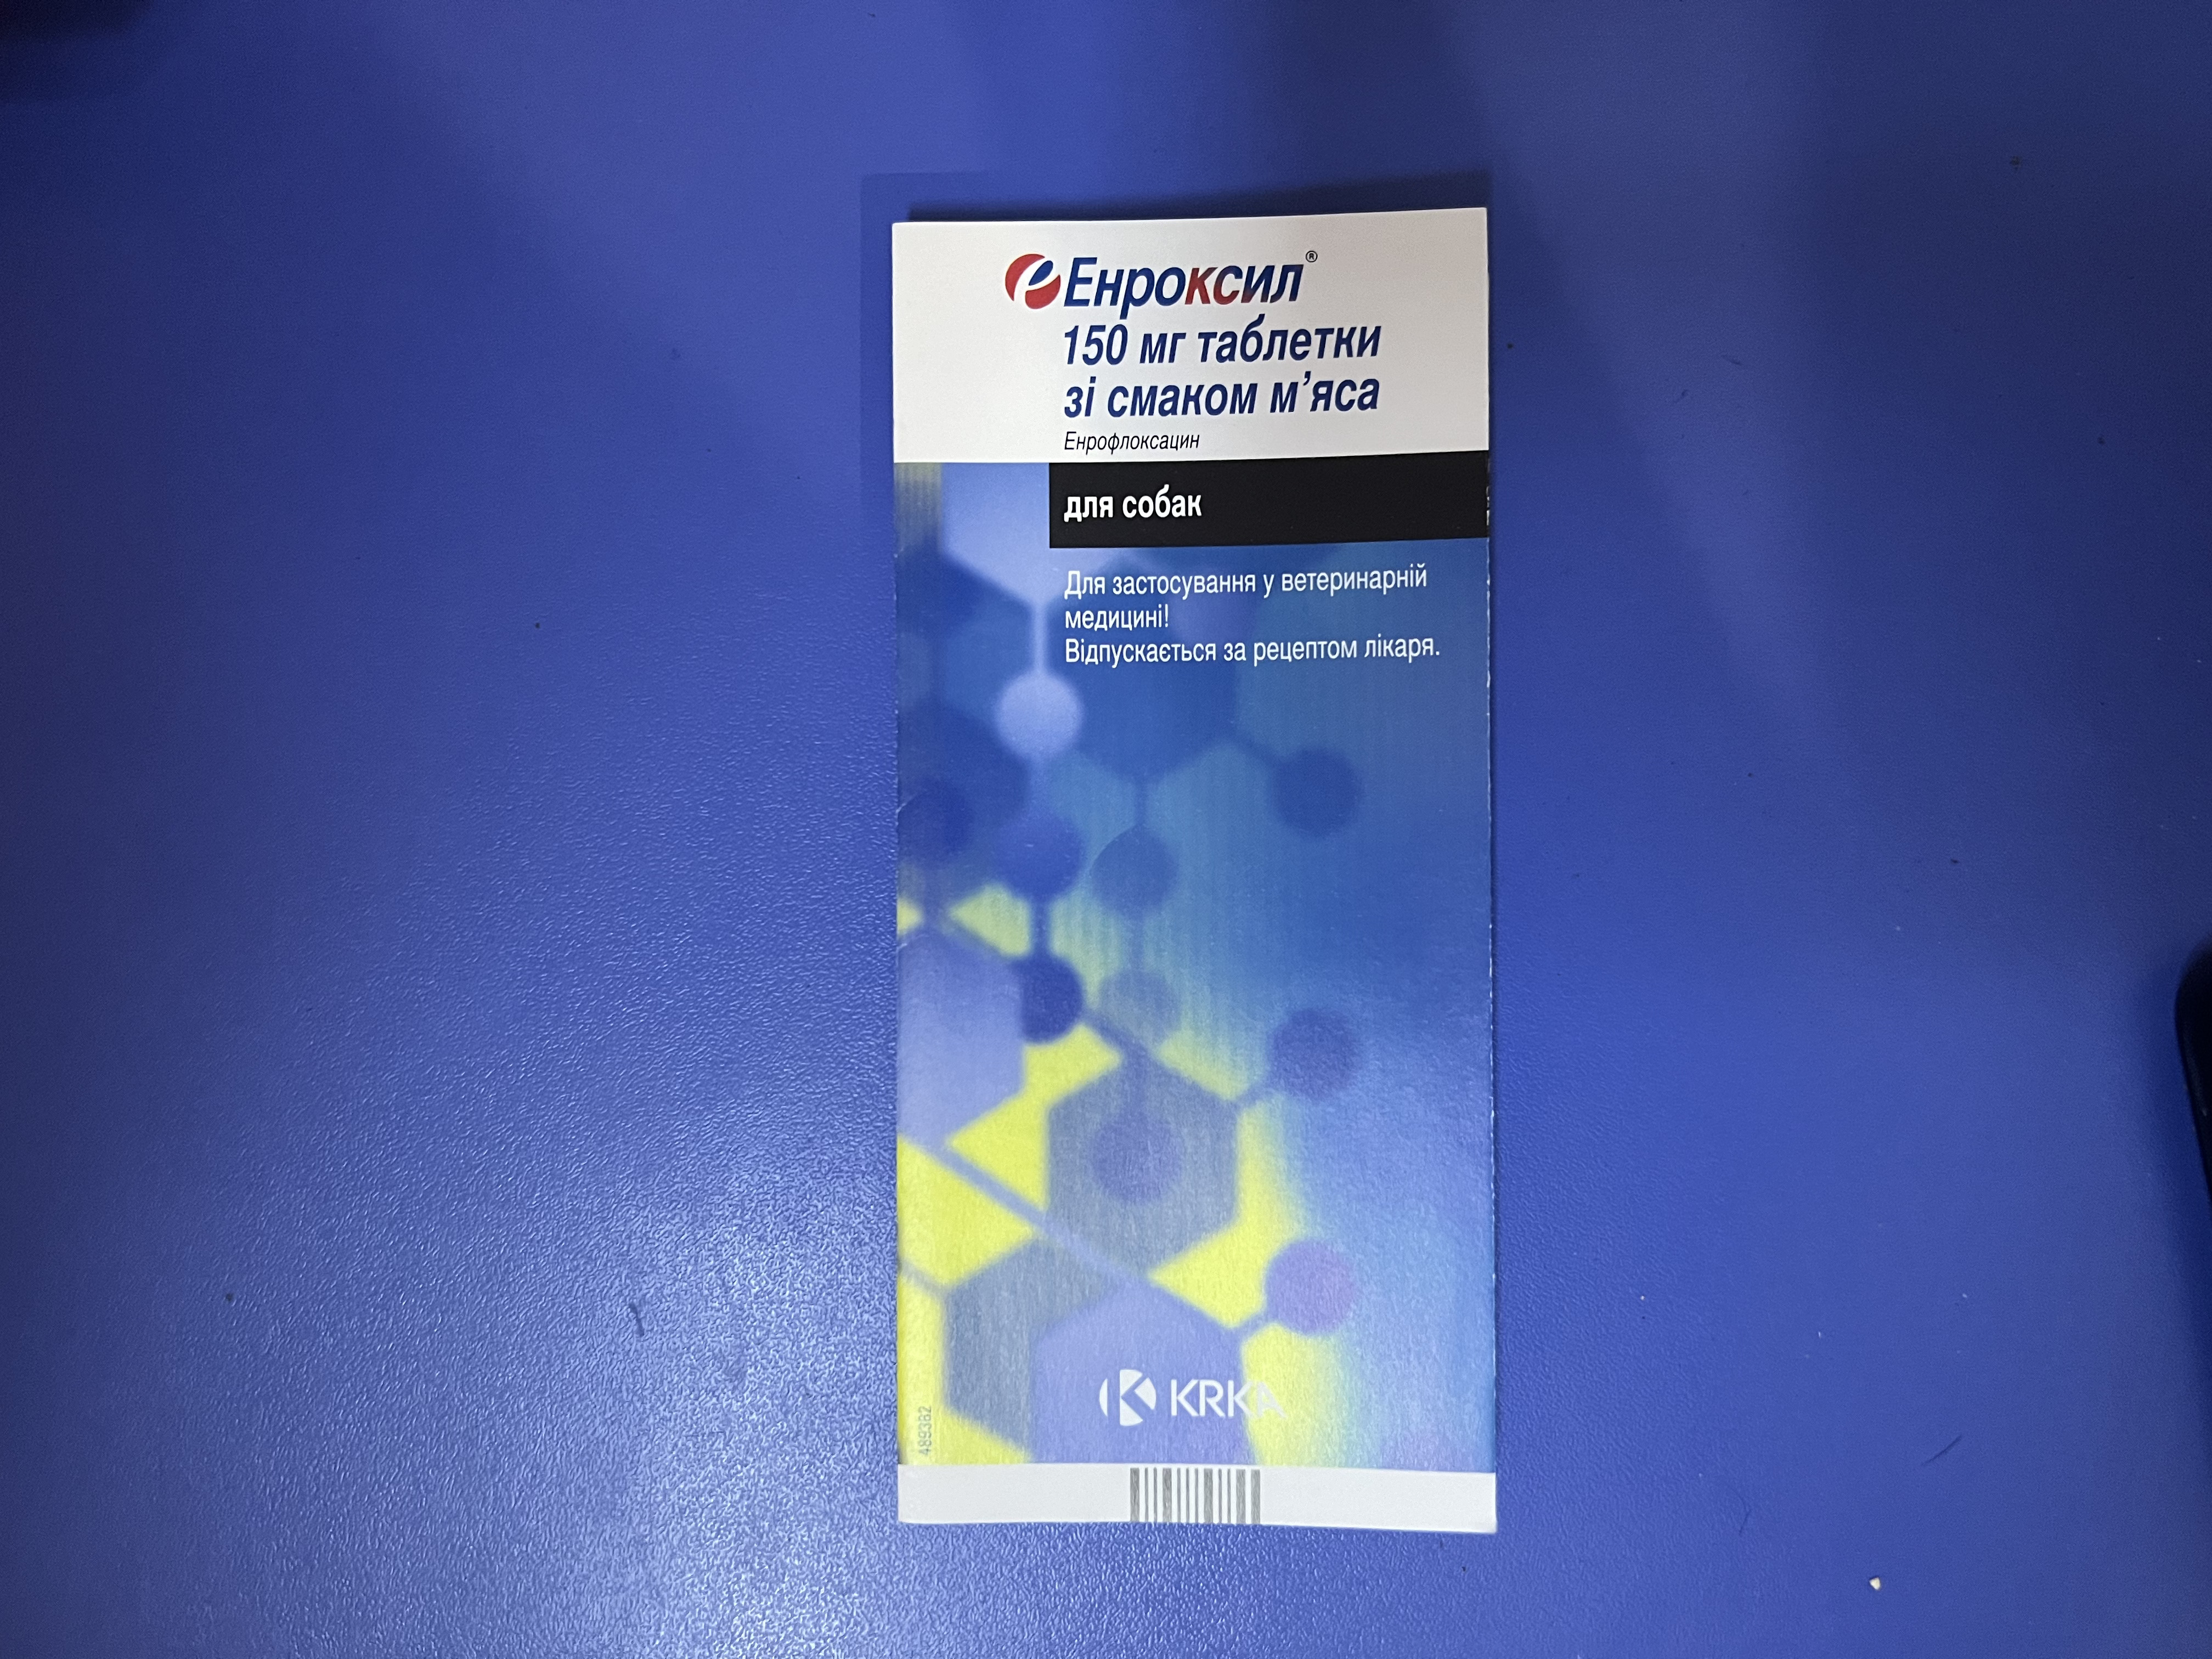 Енроксил®
150 мг таблетки
зі смаком м’яса
Енрофлоксацин
для собак
Для застосування у ветеринарній
медицині!
Відпускається за рецептом лікаря.
KRKA
489382